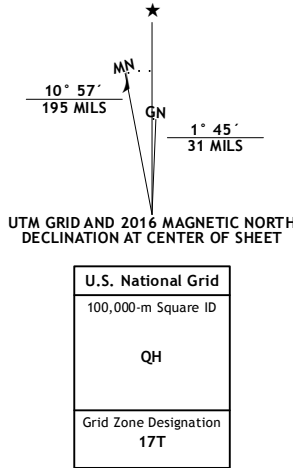 ★
MN
GN
10° 57´
195 MILS
1° 45´
31 MILS
UTM GRID AND 2016 MAGNETIC NORTH
DECLINATION AT CENTER OF SHEET
U.S. National Grid
100,000-m Square ID
QH
Grid Zone Designation
17T